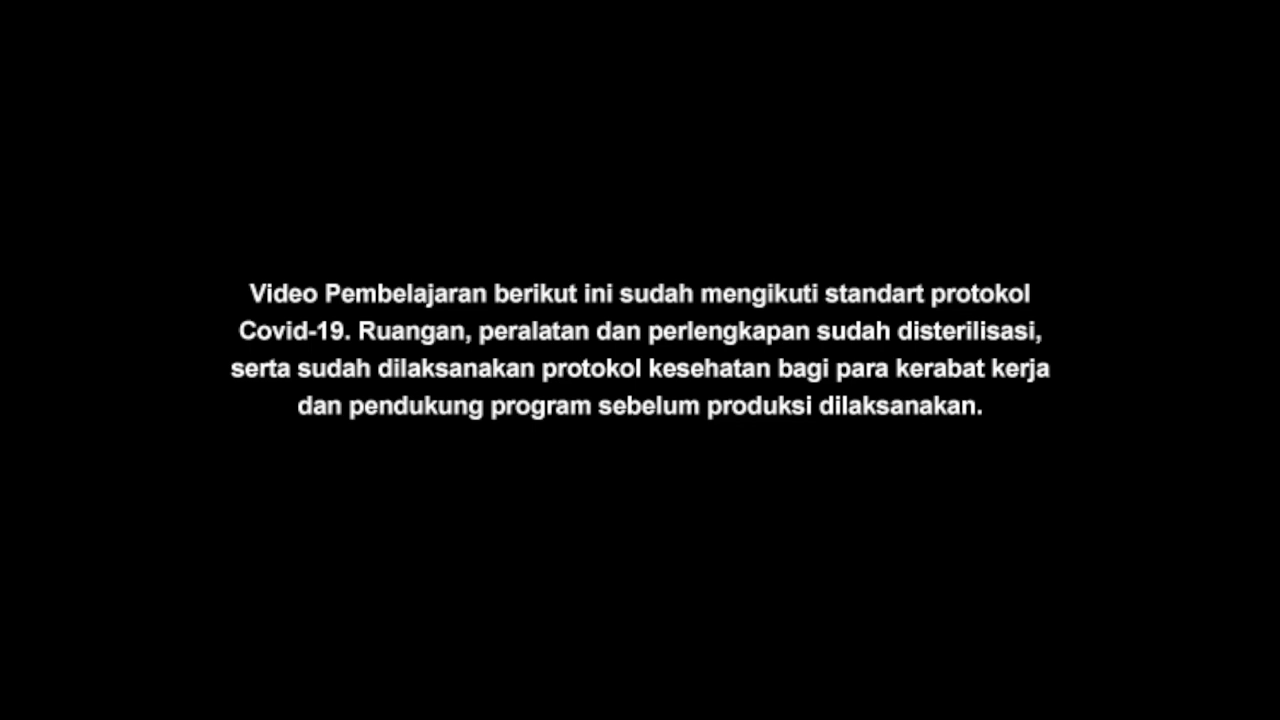 Video Pembelajaran berikut ini sudah mengikuti standart protokol
Covid-19. Ruangan, peralatan dan perlengkapan sudah disterilisasi,
serta sudah dilaksanakan protokol kesehatan bagi para kerabat kerja
dan pendukung program sebelum produksi dilaksanakan.